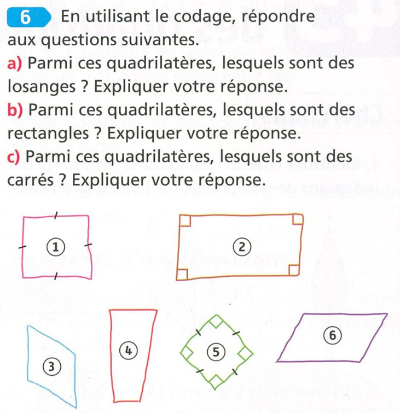 6 En utilisant le codage, répondre
aux questions suivantes.
a) Parmi ces quadrilatères, lesquels sont des
losanges ? Expliquer votre réponse.
b) Parmi ces quadrilatères, lesquels sont des
rectangles ? Expliquer votre réponse.
c) Parmi ces quadrilatères, lesquels sont des
carrés ? Expliquer votre réponse.
1
2
3
4
5
6